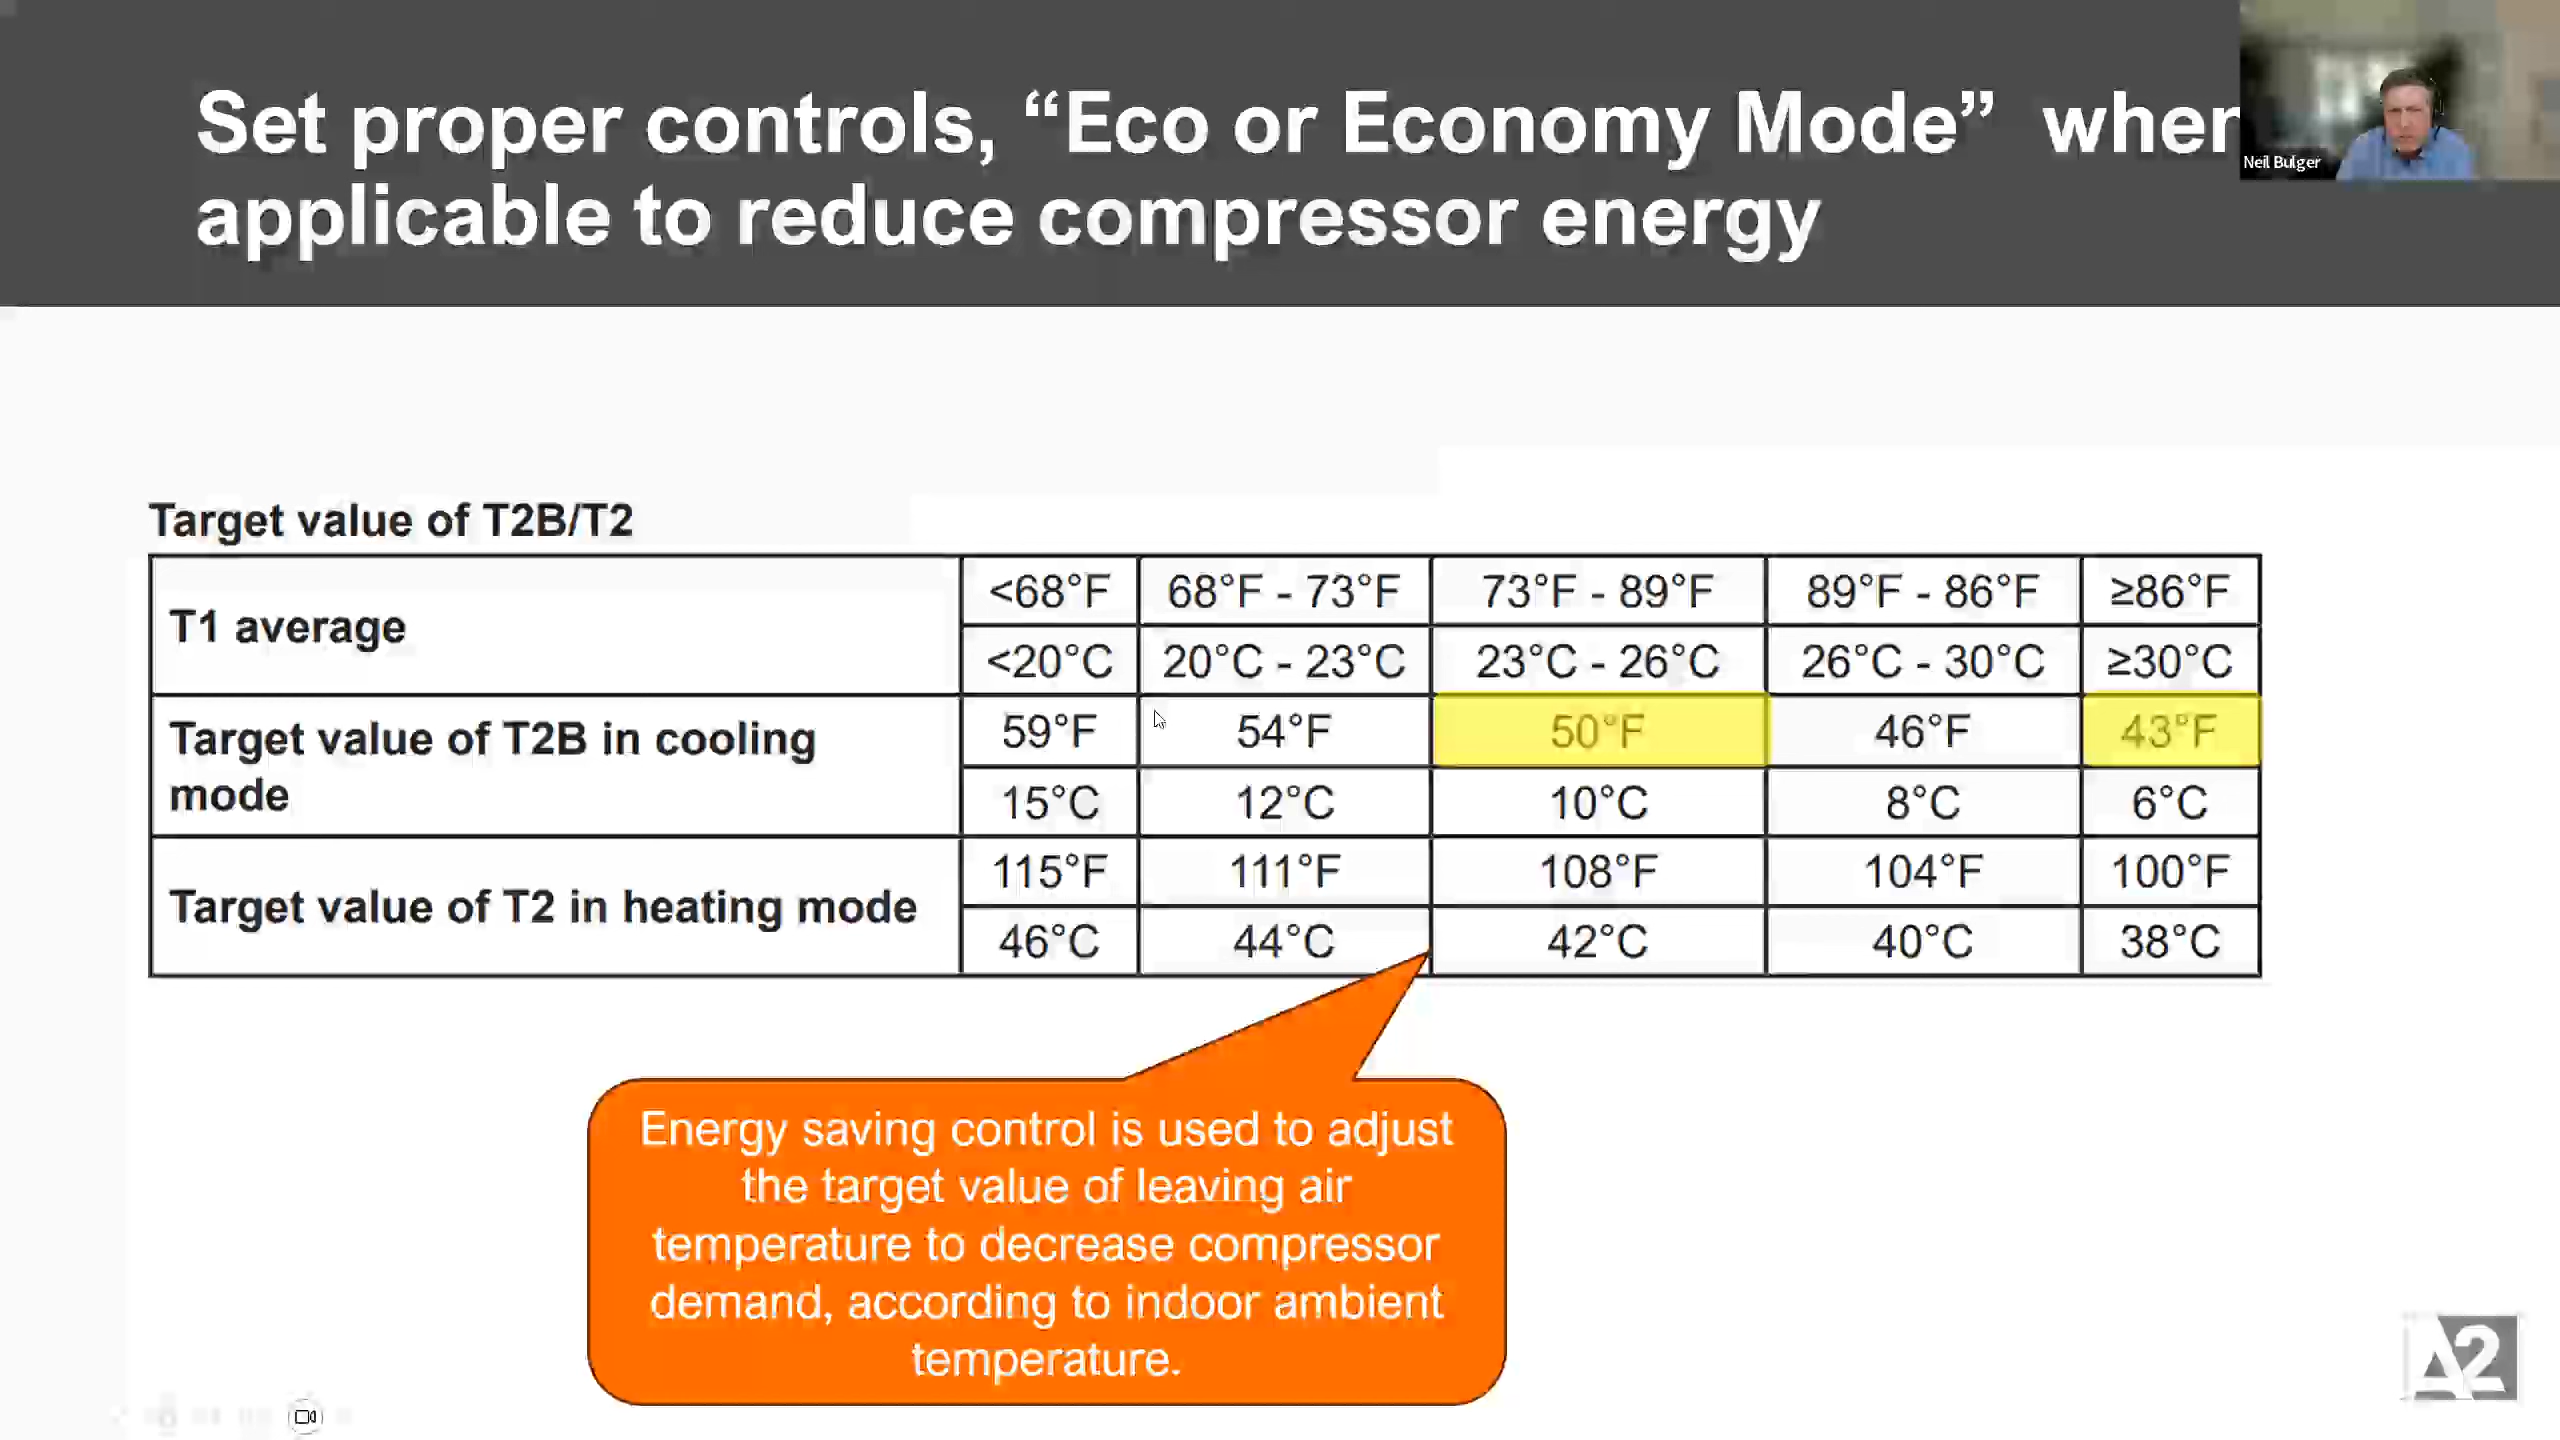 Set proper controls, “Eco or Economy Mode” when
applicable to reduce compressor energy
Neil Bulger
Target value of T2B/T2
T1 average
<68°F 68°F - 73°F 73°F - 89°F 89°F - 86°F ≥86°F
<20°C 20°C - 23°C 23°C - 26°C 26°C - 30°C ≥30°C
Target value of T2B in cooling
mode
59°F 54°F 50°F 46°F 43°F
15°C 12°C 10°C 8°C 6°C
Target value of T2 in heating mode
115°F 111°F 108°F 104°F 100°F
46°C 44°C 42°C 40°C 38°C
Energy saving control is used to adjust
the target value of leaving air
temperature to decrease compressor
demand, according to indoor ambient
temperature.
A2